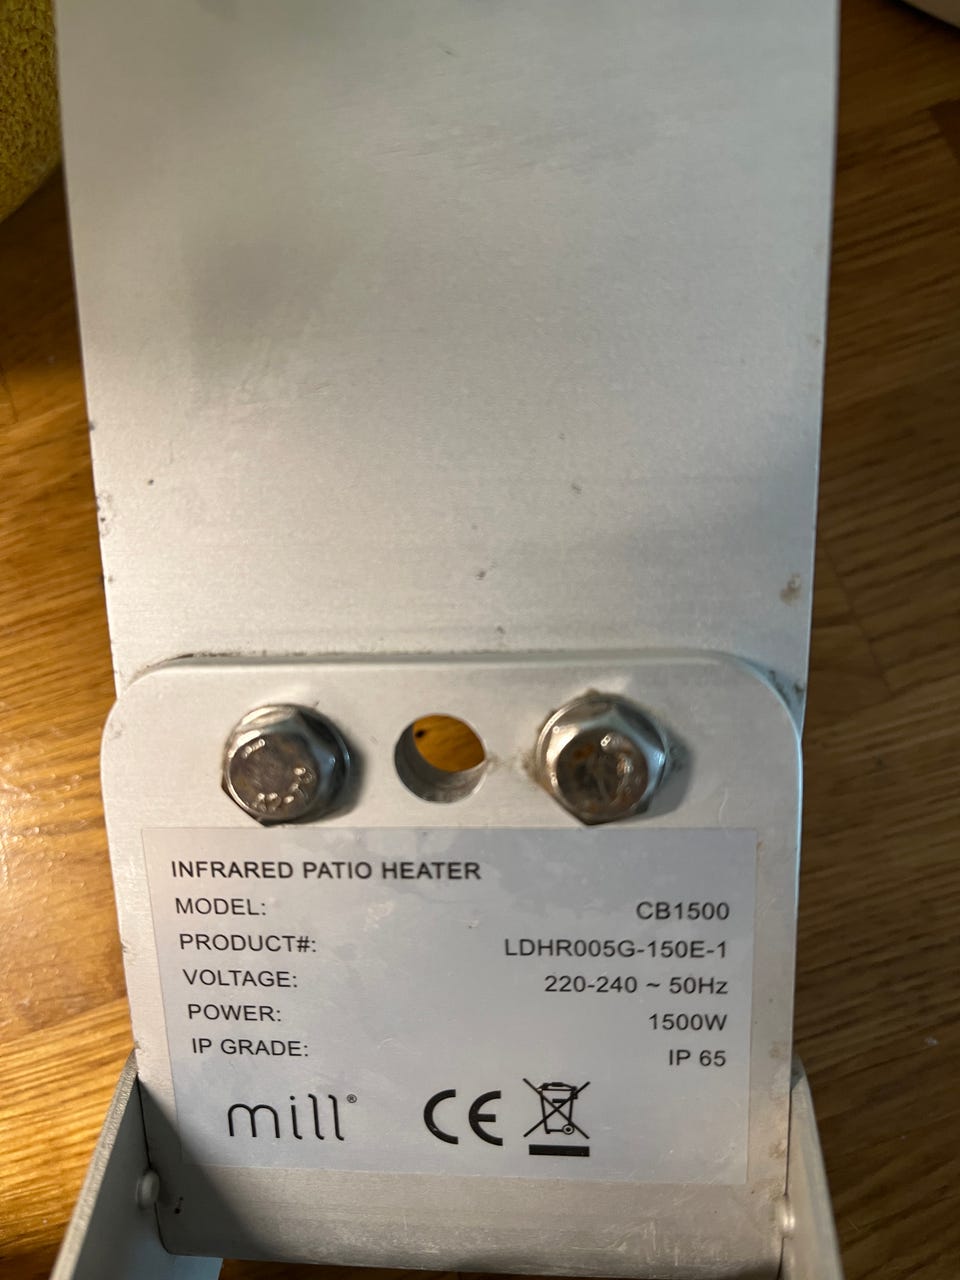 INFRARED PATIO HEATER
MODEL: CB1500
PRODUCT#: LDHR005G-150E-1
VOLTAGE: 220-240 ~ 50Hz
POWER: 1500W
IP GRADE: IP 65
mill® CE